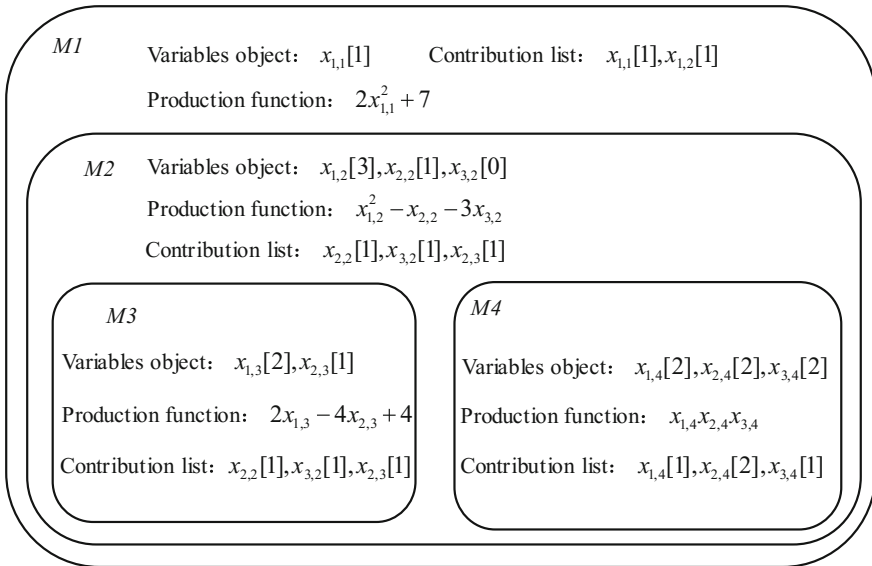 M1
Variables object： x₁,₁[1] Contribution list： x₁,₁[1], x₁,₂[1]
Production function： 2x₁,₁² + 7
M2 Variables object： x₁,₂[3], x₂,₂[1], x₃,₂[0]
Production function： x₁,₂² − x₂,₂ − 3x₃,₂
Contribution list： x₂,₂[1], x₃,₂[1], x₂,₃[1]
M3
Variables object： x₁,₃[2], x₂,₃[1]
Production function： 2x₁,₃ − 4x₂,₃ + 4
Contribution list： x₂,₂[1], x₃,₂[1], x₂,₃[1]
M4
Variables object： x₁,₄[2], x₂,₄[2], x₃,₄[2]
Production function： x₁,₄x₂,₄x₃,₄
Contribution list： x₁,₄[1], x₂,₄[2], x₃,₄[1]